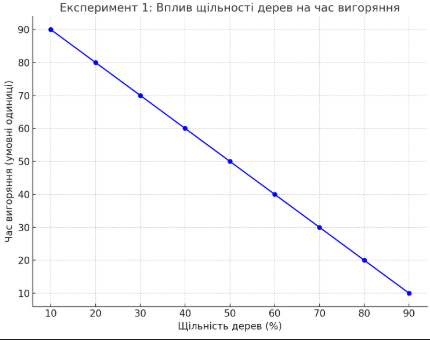 Експеримент 1: Вплив щільності дерев на час вигоряння
Час вигоряння (умовні одиниці)
90
80
70
60
50
40
30
20
10
10 20 30 40 50 60 70 80 90
Щільність дерев (%)